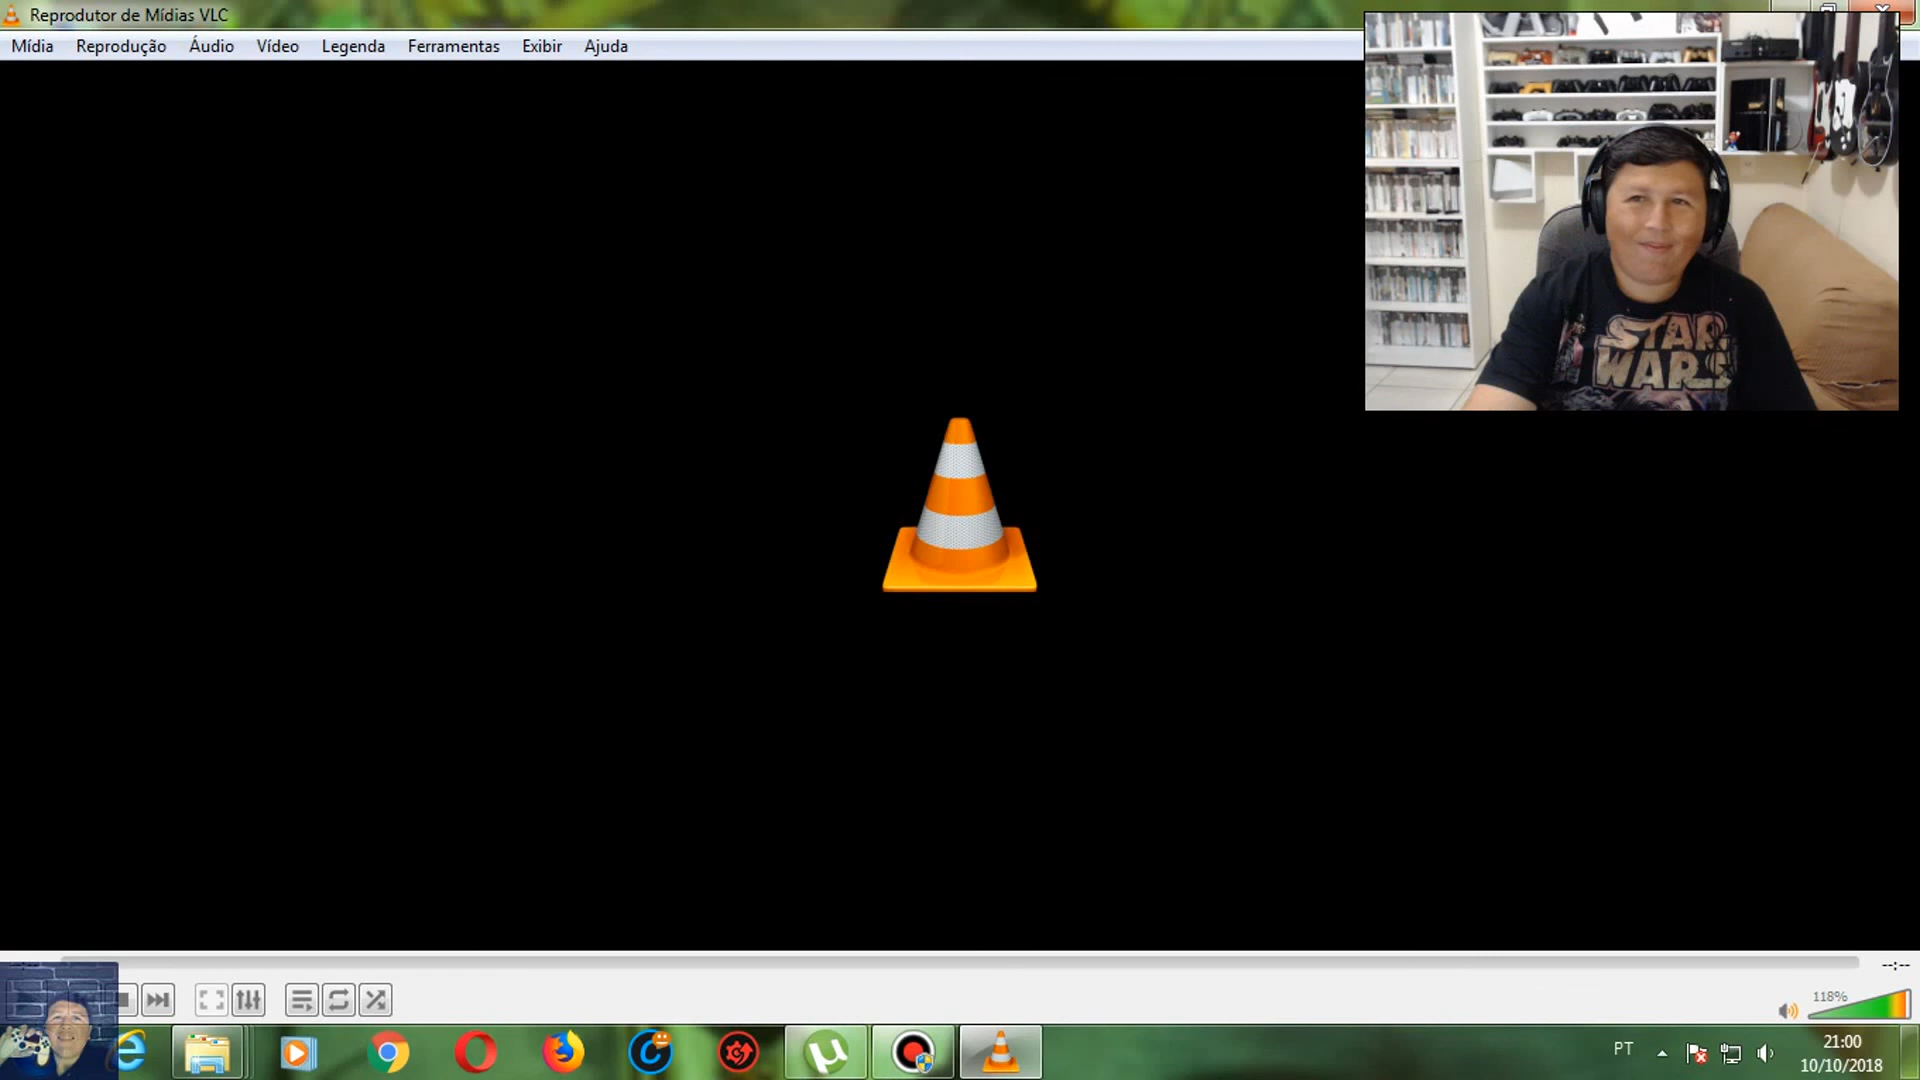 Reprodutor de Mídias VLC
Mídia Reprodução Áudio Vídeo Legenda Ferramentas Exibir Ajuda
STAR
WARS
--:--
118%
PT
21:00
10/10/2018